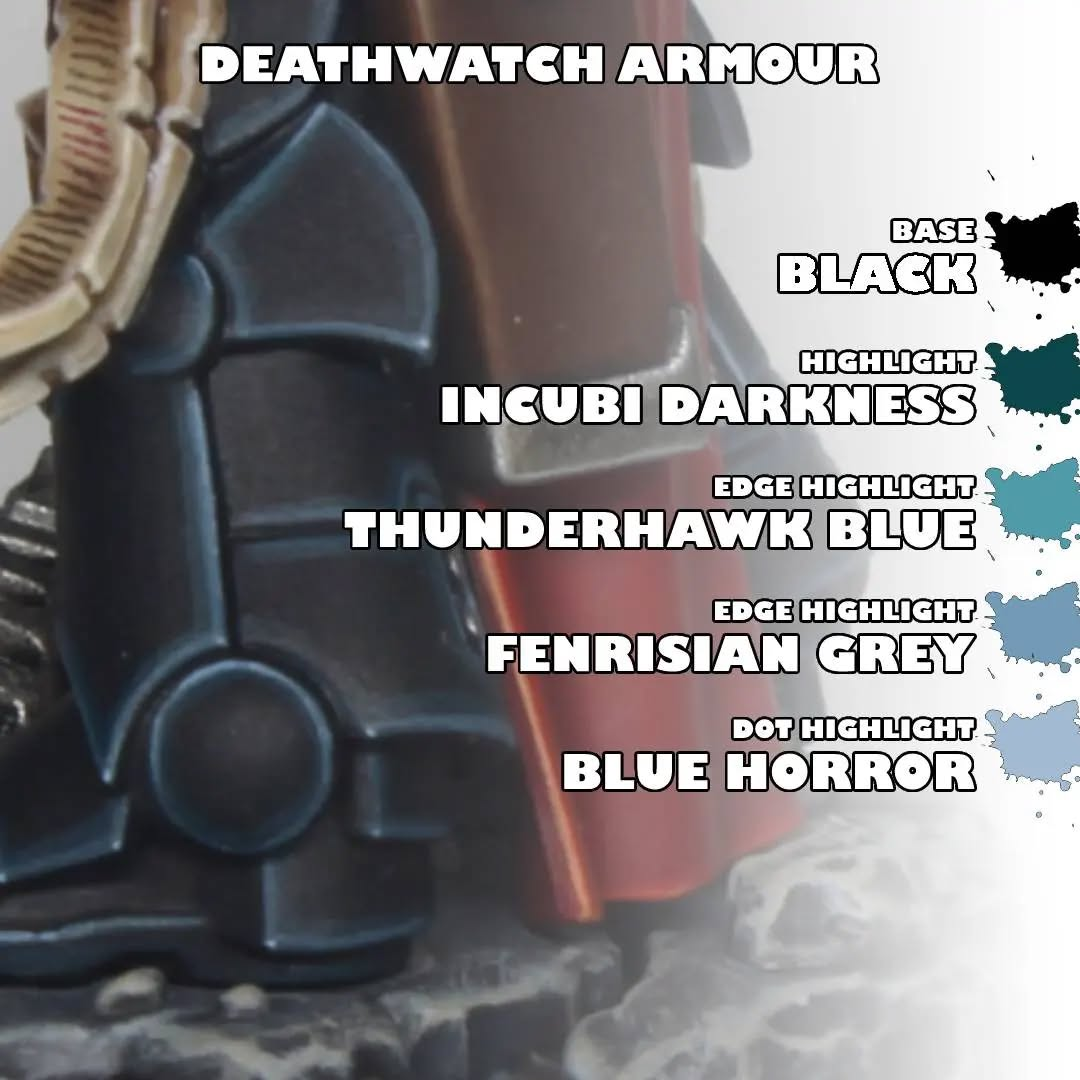 DEATHWATCH ARMOUR
BASE
BLACK
HIGHLIGHT
INCUBI DARKNESS
EDGE HIGHLIGHT
THUNDERHAWK BLUE
EDGE HIGHLIGHT
FENRISIAN GREY
DOT HIGHLIGHT
BLUE HORROR